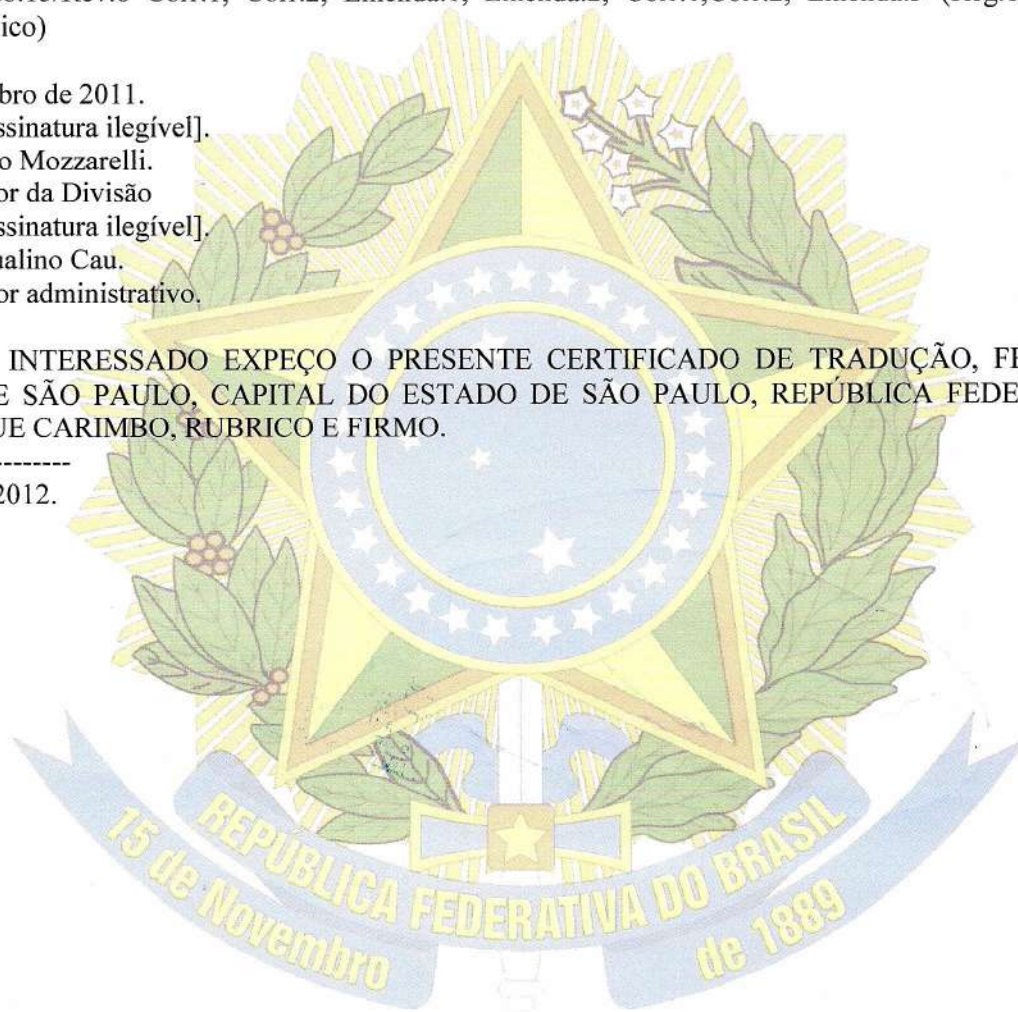 ico)
bro de 2011.
ssinatura ilegível].
o Mozzarelli.
or da Divisão
ssinatura ilegível].
ualino Cau.
or administrativo.
INTERESSADO EXPEÇO O PRESENTE CERTIFICADO DE TRADUÇÃO, FE
E SÃO PAULO, CAPITAL DO ESTADO DE SÃO PAULO, REPÚBLICA FEDE
UE CARIMBO, RUBRICO E FIRMO.
---------
2012.
REPÚBLICA FEDERATIVA DO BRASIL
15 de Novembro de 1889